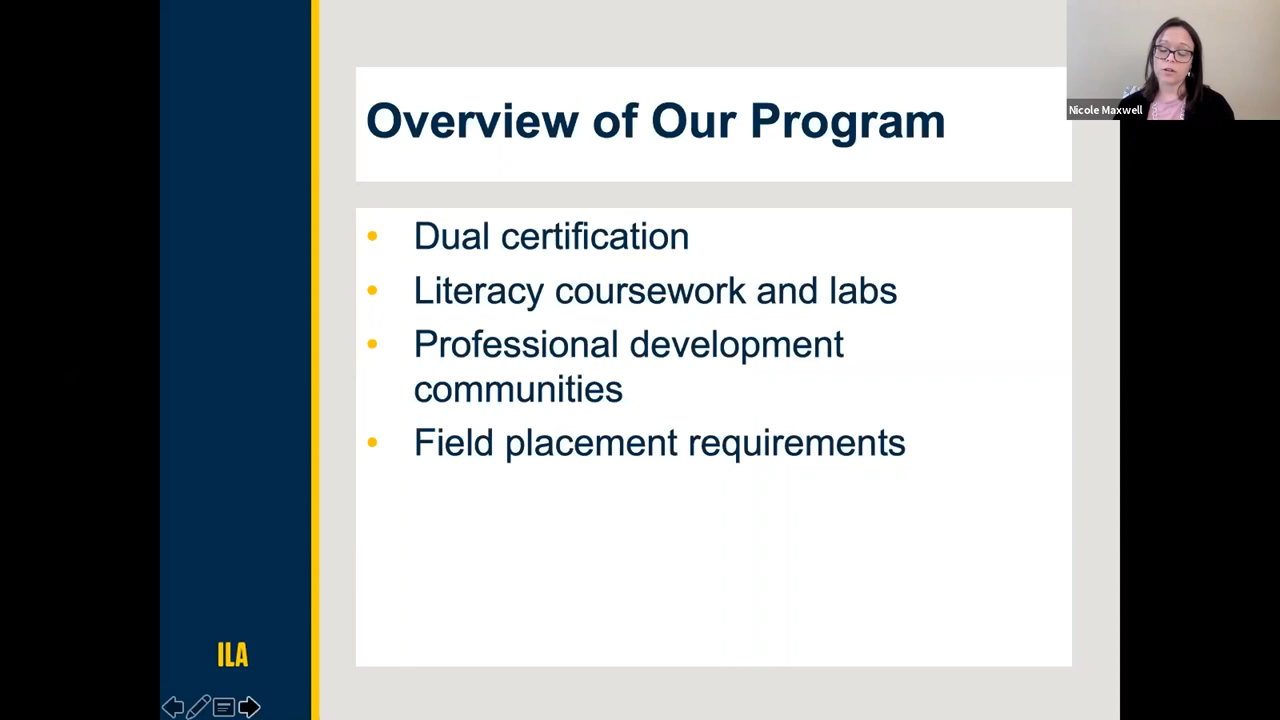 Overview of Our Program
Nicole Maxwell
• Dual certification
• Literacy coursework and labs
• Professional development
communities
• Field placement requirements
ILA